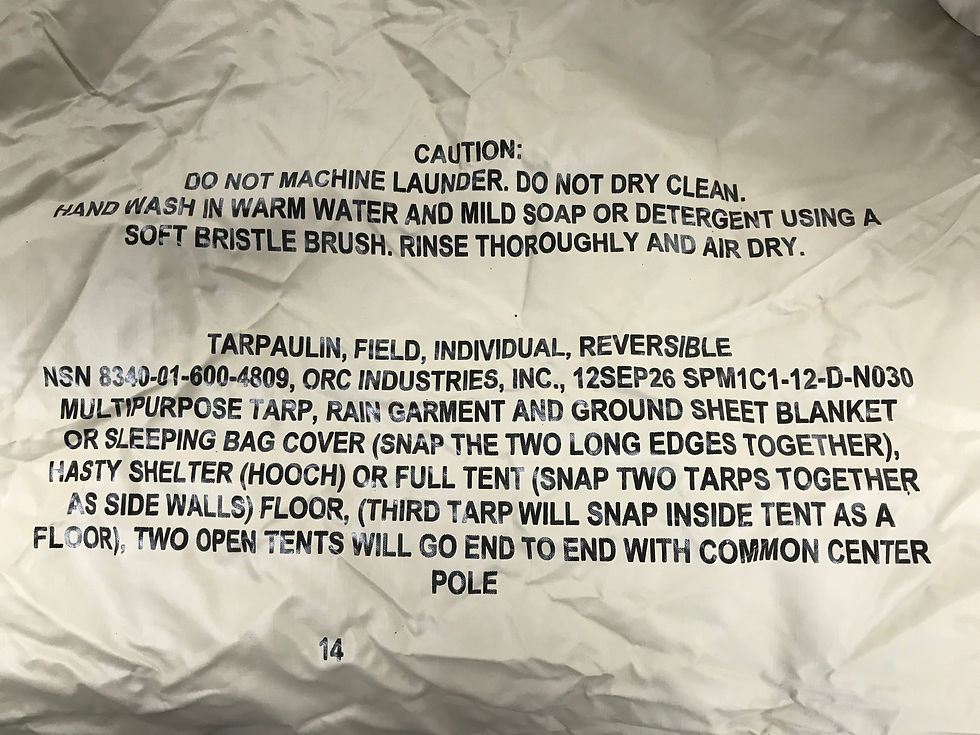 CAUTION:
DO NOT MACHINE LAUNDER. DO NOT DRY CLEAN.
HAND WASH IN WARM WATER AND MILD SOAP OR DETERGENT USING A
SOFT BRISTLE BRUSH. RINSE THOROUGHLY AND AIR DRY.
TARPAULIN, FIELD, INDIVIDUAL, REVERSIBLE
NSN 8340-01-600-4809, ORC INDUSTRIES, INC., 12SEP26 SPM1C1-12-D-N030
MULTIPURPOSE TARP, RAIN GARMENT AND GROUND SHEET BLANKET
OR SLEEPING BAG COVER (SNAP THE TWO LONG EDGES TOGETHER),
HASTY SHELTER (HOOCH) OR FULL TENT (SNAP TWO TARPS TOGETHER
AS SIDE WALLS) FLOOR, (THIRD TARP WILL SNAP INSIDE TENT AS A
FLOOR), TWO OPEN TENTS WILL GO END TO END WITH COMMON CENTER
POLE
14